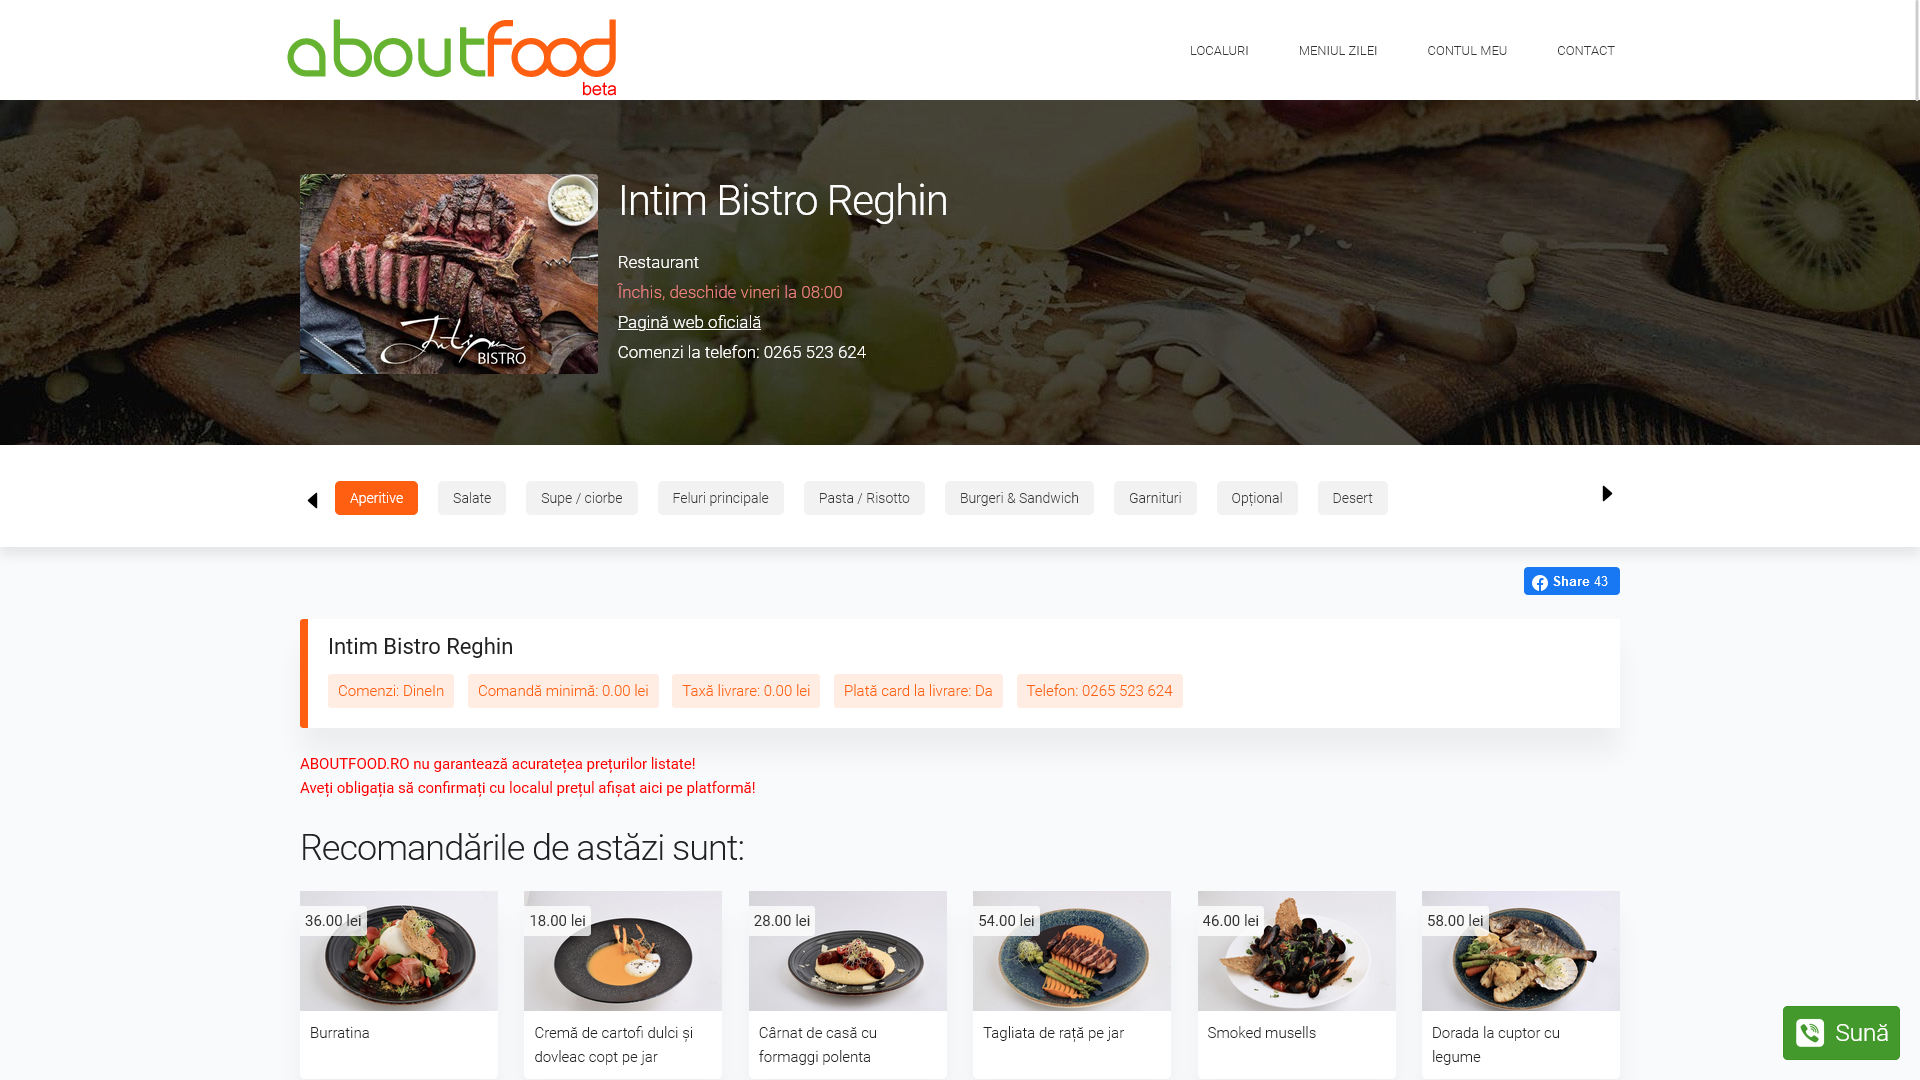 aboutfood
beta
LOCALURI
MENIUL ZILEI
CONTUL MEU
CONTACT
Intim
BISTRO
Intim Bistro Reghin
Restaurant
Închis, deschide vineri la 08:00
Pagină web oficială
Comenzi la telefon: 0265 523 624
Aperitive
Salate
Supe / ciorbe
Feluri principale
Pasta / Risotto
Burgeri & Sandwich
Garnituri
Opțional
Desert
Share 43
Intim Bistro Reghin
Comenzi: DineIn
Comandă minimă: 0.00 lei
Taxă livrare: 0.00 lei
Plată card la livrare: Da
Telefon: 0265 523 624
ABOUTFOOD.RO nu garantează acuratețea prețurilor listate!
Aveți obligația să confirmați cu localul prețul afișat aici pe platformă!
Recomandările de astăzi sunt:
36.00 lei
Burratina
18.00 lei
Cremă de cartofi dulci și
dovleac copt pe jar
28.00 lei
Cârnat de casă cu
formaggi polenta
54.00 lei
Tagliata de rață pe jar
46.00 lei
Smoked musells
58.00 lei
Dorada la cuptor cu
legume
Sună